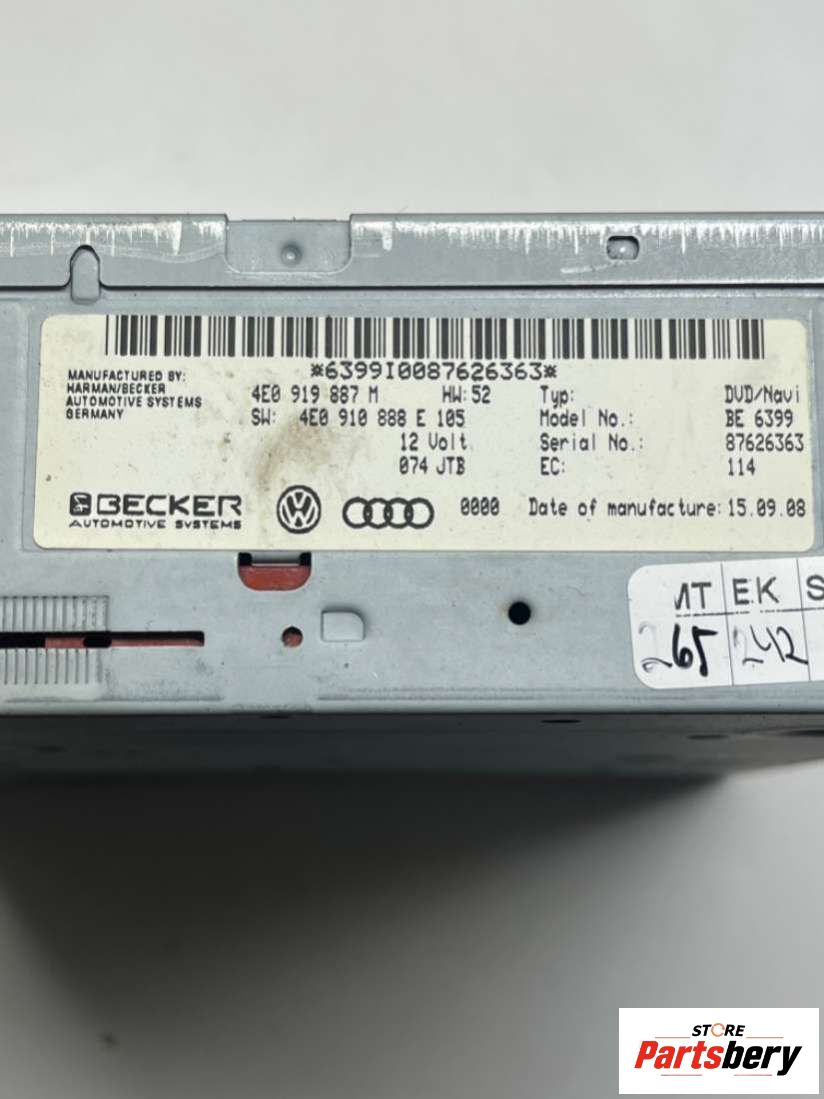 *6399I0087626363*
MANUFACTURED BY:
HARMAN/BECKER
AUTOMOTIVE SYSTEMS
GERMANY
4E0 919 887 M HW: 52
SW: 4E0 910 888 E 105
12 Volt
074 JTB
Typ: DVD/Navi
Model No.: BE 6399
Serial No.: 87626363
EC: 114
BECKER
AUTOMOTIVE SYSTEMS
0000 Date of manufacture: 15.09.08
EK
265 242
STORE
Partsbery